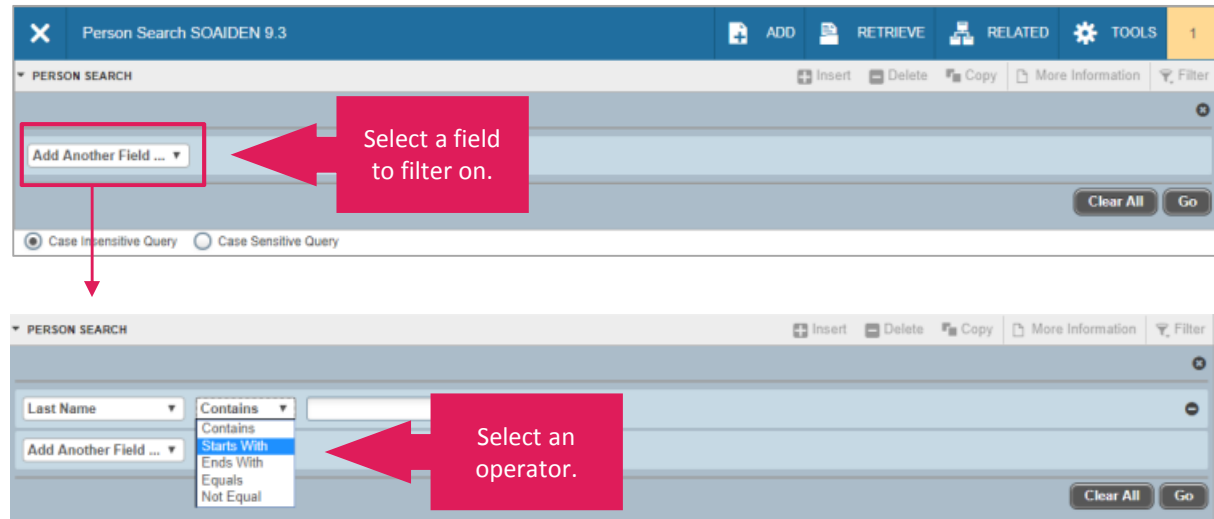 Person Search SOAIDEN 9.3 ADD RETRIEVE RELATED TOOLS 1
PERSON SEARCH Insert Delete Copy More Information Filter
Add Another Field ...
Select a field
to filter on.
Clear All Go
Case Insensitive Query Case Sensitive Query
PERSON SEARCH Insert Delete Copy More Information Filter
Last Name Contains
Contains
Add Another Field ... Starts With
Ends With
Equals
Not Equal
Select an
operator.
Clear All Go